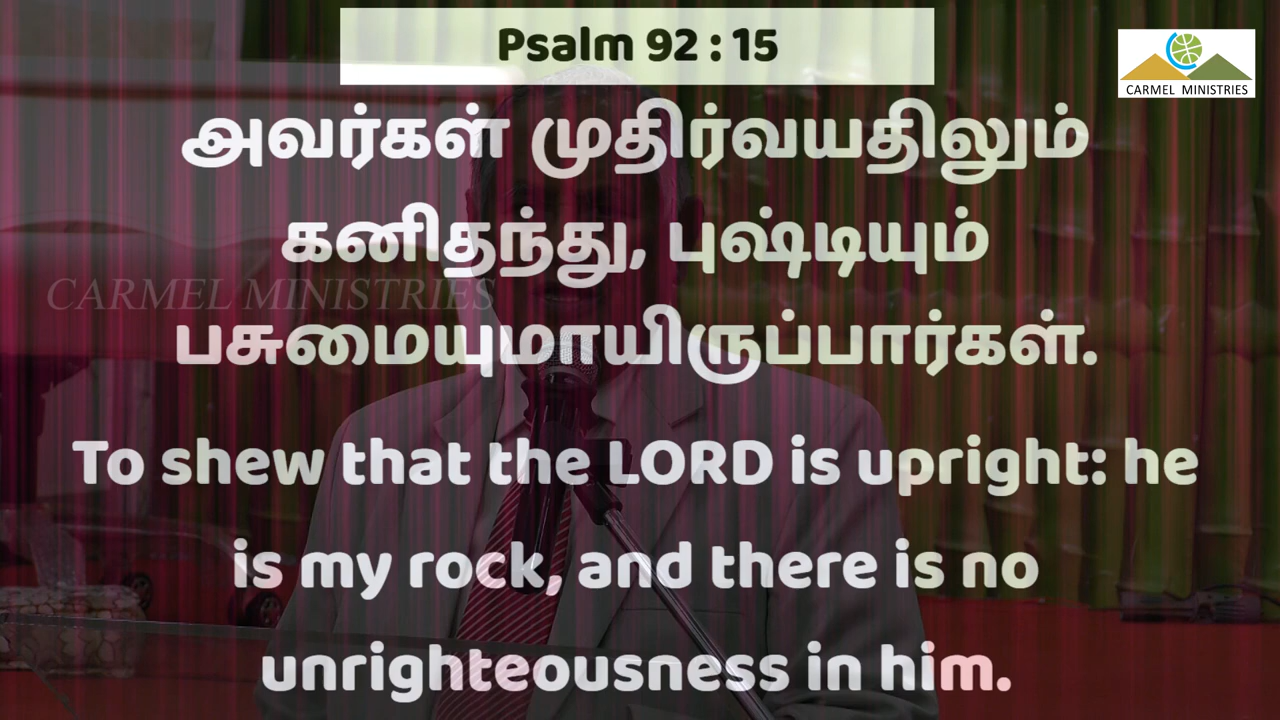 Psalm 92 : 15
CARMEL MINISTRIES
அவர்கள் முதிர்வயதிலும்
கனிதந்து, புஷ்டியும்
CARMEL MINISTRIES
பசுமையுமாயிருப்பார்கள்.
To shew that the LORD is upright: he
is my rock, and there is no
unrighteousness in him.